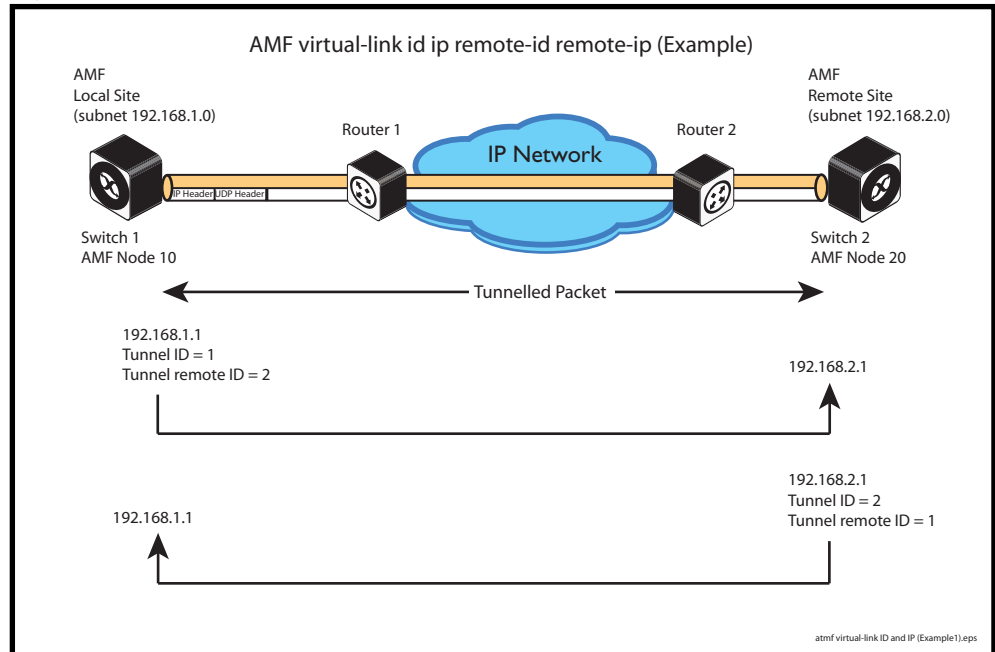 AMF virtual-link id ip remote-id remote-ip (Example)
AMF
Local Site
(subnet 192.168.1.0)
AMF
Remote Site
(subnet 192.168.2.0)
Router 1
Router 2
IP Network
IP Header
UDP Header
Switch 1
AMF Node 10
Switch 2
AMF Node 20
Tunnelled Packet
192.168.1.1
Tunnel ID = 1
Tunnel remote ID = 2
192.168.2.1
192.168.2.1
Tunnel ID = 2
Tunnel remote ID = 1
192.168.1.1
atmf virtual-link ID and IP (Example1).eps